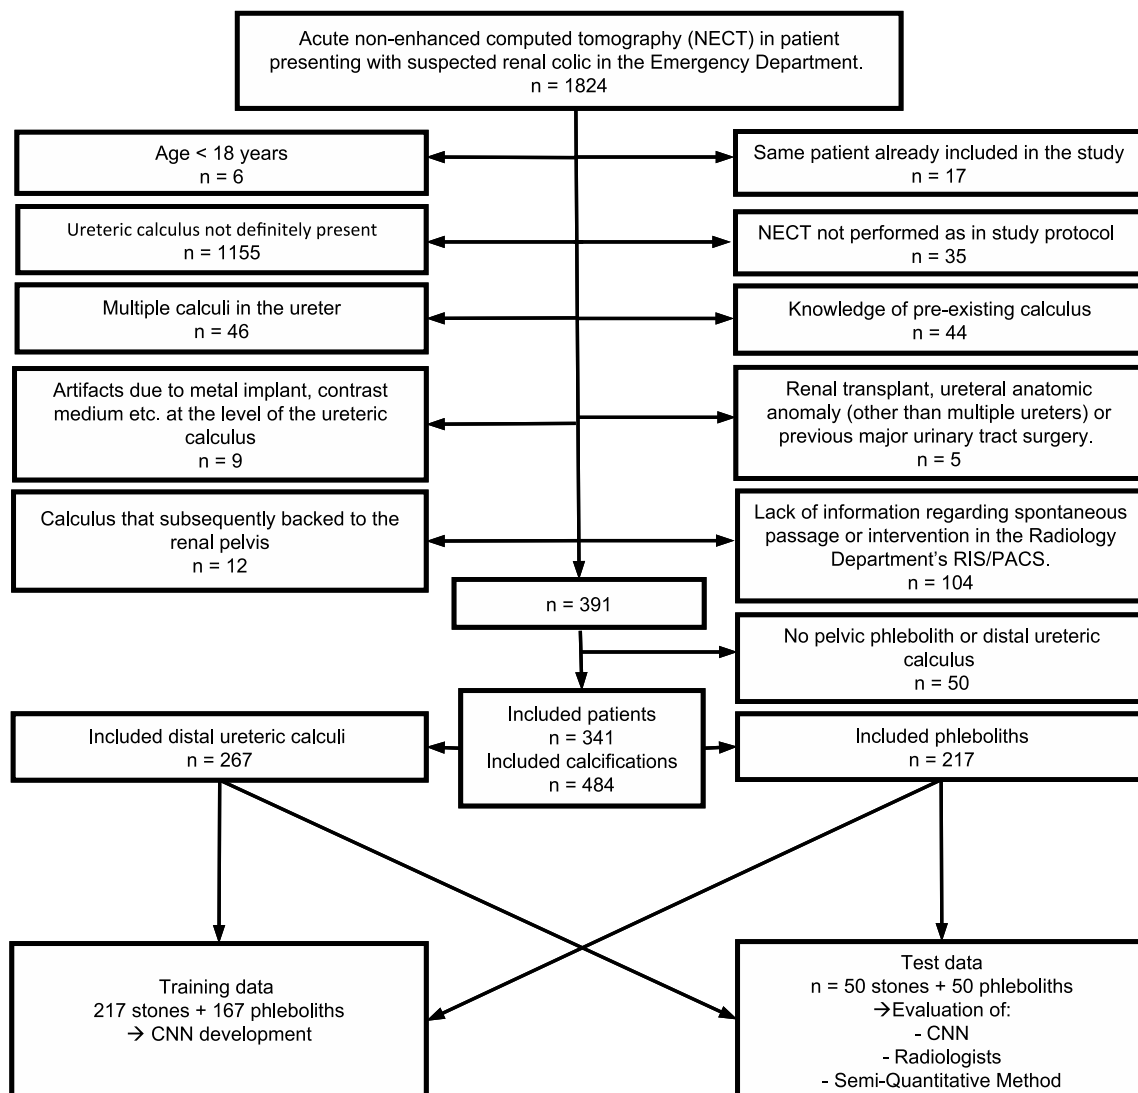 Acute non-enhanced computed tomography (NECT) in patient
presenting with suspected renal colic in the Emergency Department.
n = 1824
Age < 18 years
n = 6
Same patient already included in the study
n = 17
Ureteric calculus not definitely present
n = 1155
NECT not performed as in study protocol
n = 35
Multiple calculi in the ureter
n = 46
Knowledge of pre-existing calculus
n = 44
Artifacts due to metal implant, contrast
medium etc. at the level of the ureteric
calculus
n = 9
Renal transplant, ureteral anatomic
anomaly (other than multiple ureters) or
previous major urinary tract surgery.
n = 5
Calculus that subsequently backed to the
renal pelvis
n = 12
Lack of information regarding spontaneous
passage or intervention in the Radiology
Department’s RIS/PACS.
n = 104
n = 391
No pelvic phlebolith or distal ureteric
calculus
n = 50
Included patients
n = 341
Included calcifications
n = 484
Included distal ureteric calculi
n = 267
Included phleboliths
n = 217
Training data
217 stones + 167 phleboliths
→ CNN development
Test data
n = 50 stones + 50 phleboliths
→Evaluation of:
- CNN
- Radiologists
- Semi-Quantitative Method